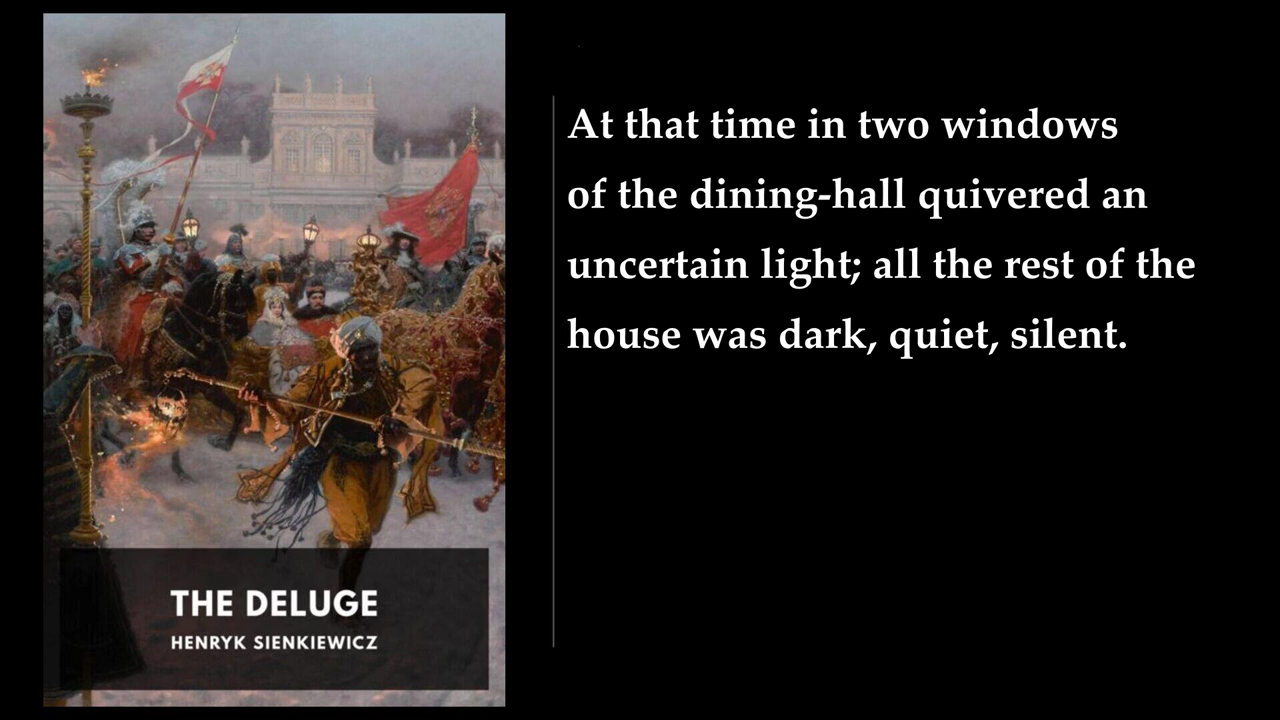 At that time in two windows
of the dining-hall quivered an
uncertain light; all the rest of the
house was dark, quiet, silent.
THE DELUGE
HENRYK SIENKIEWICZ